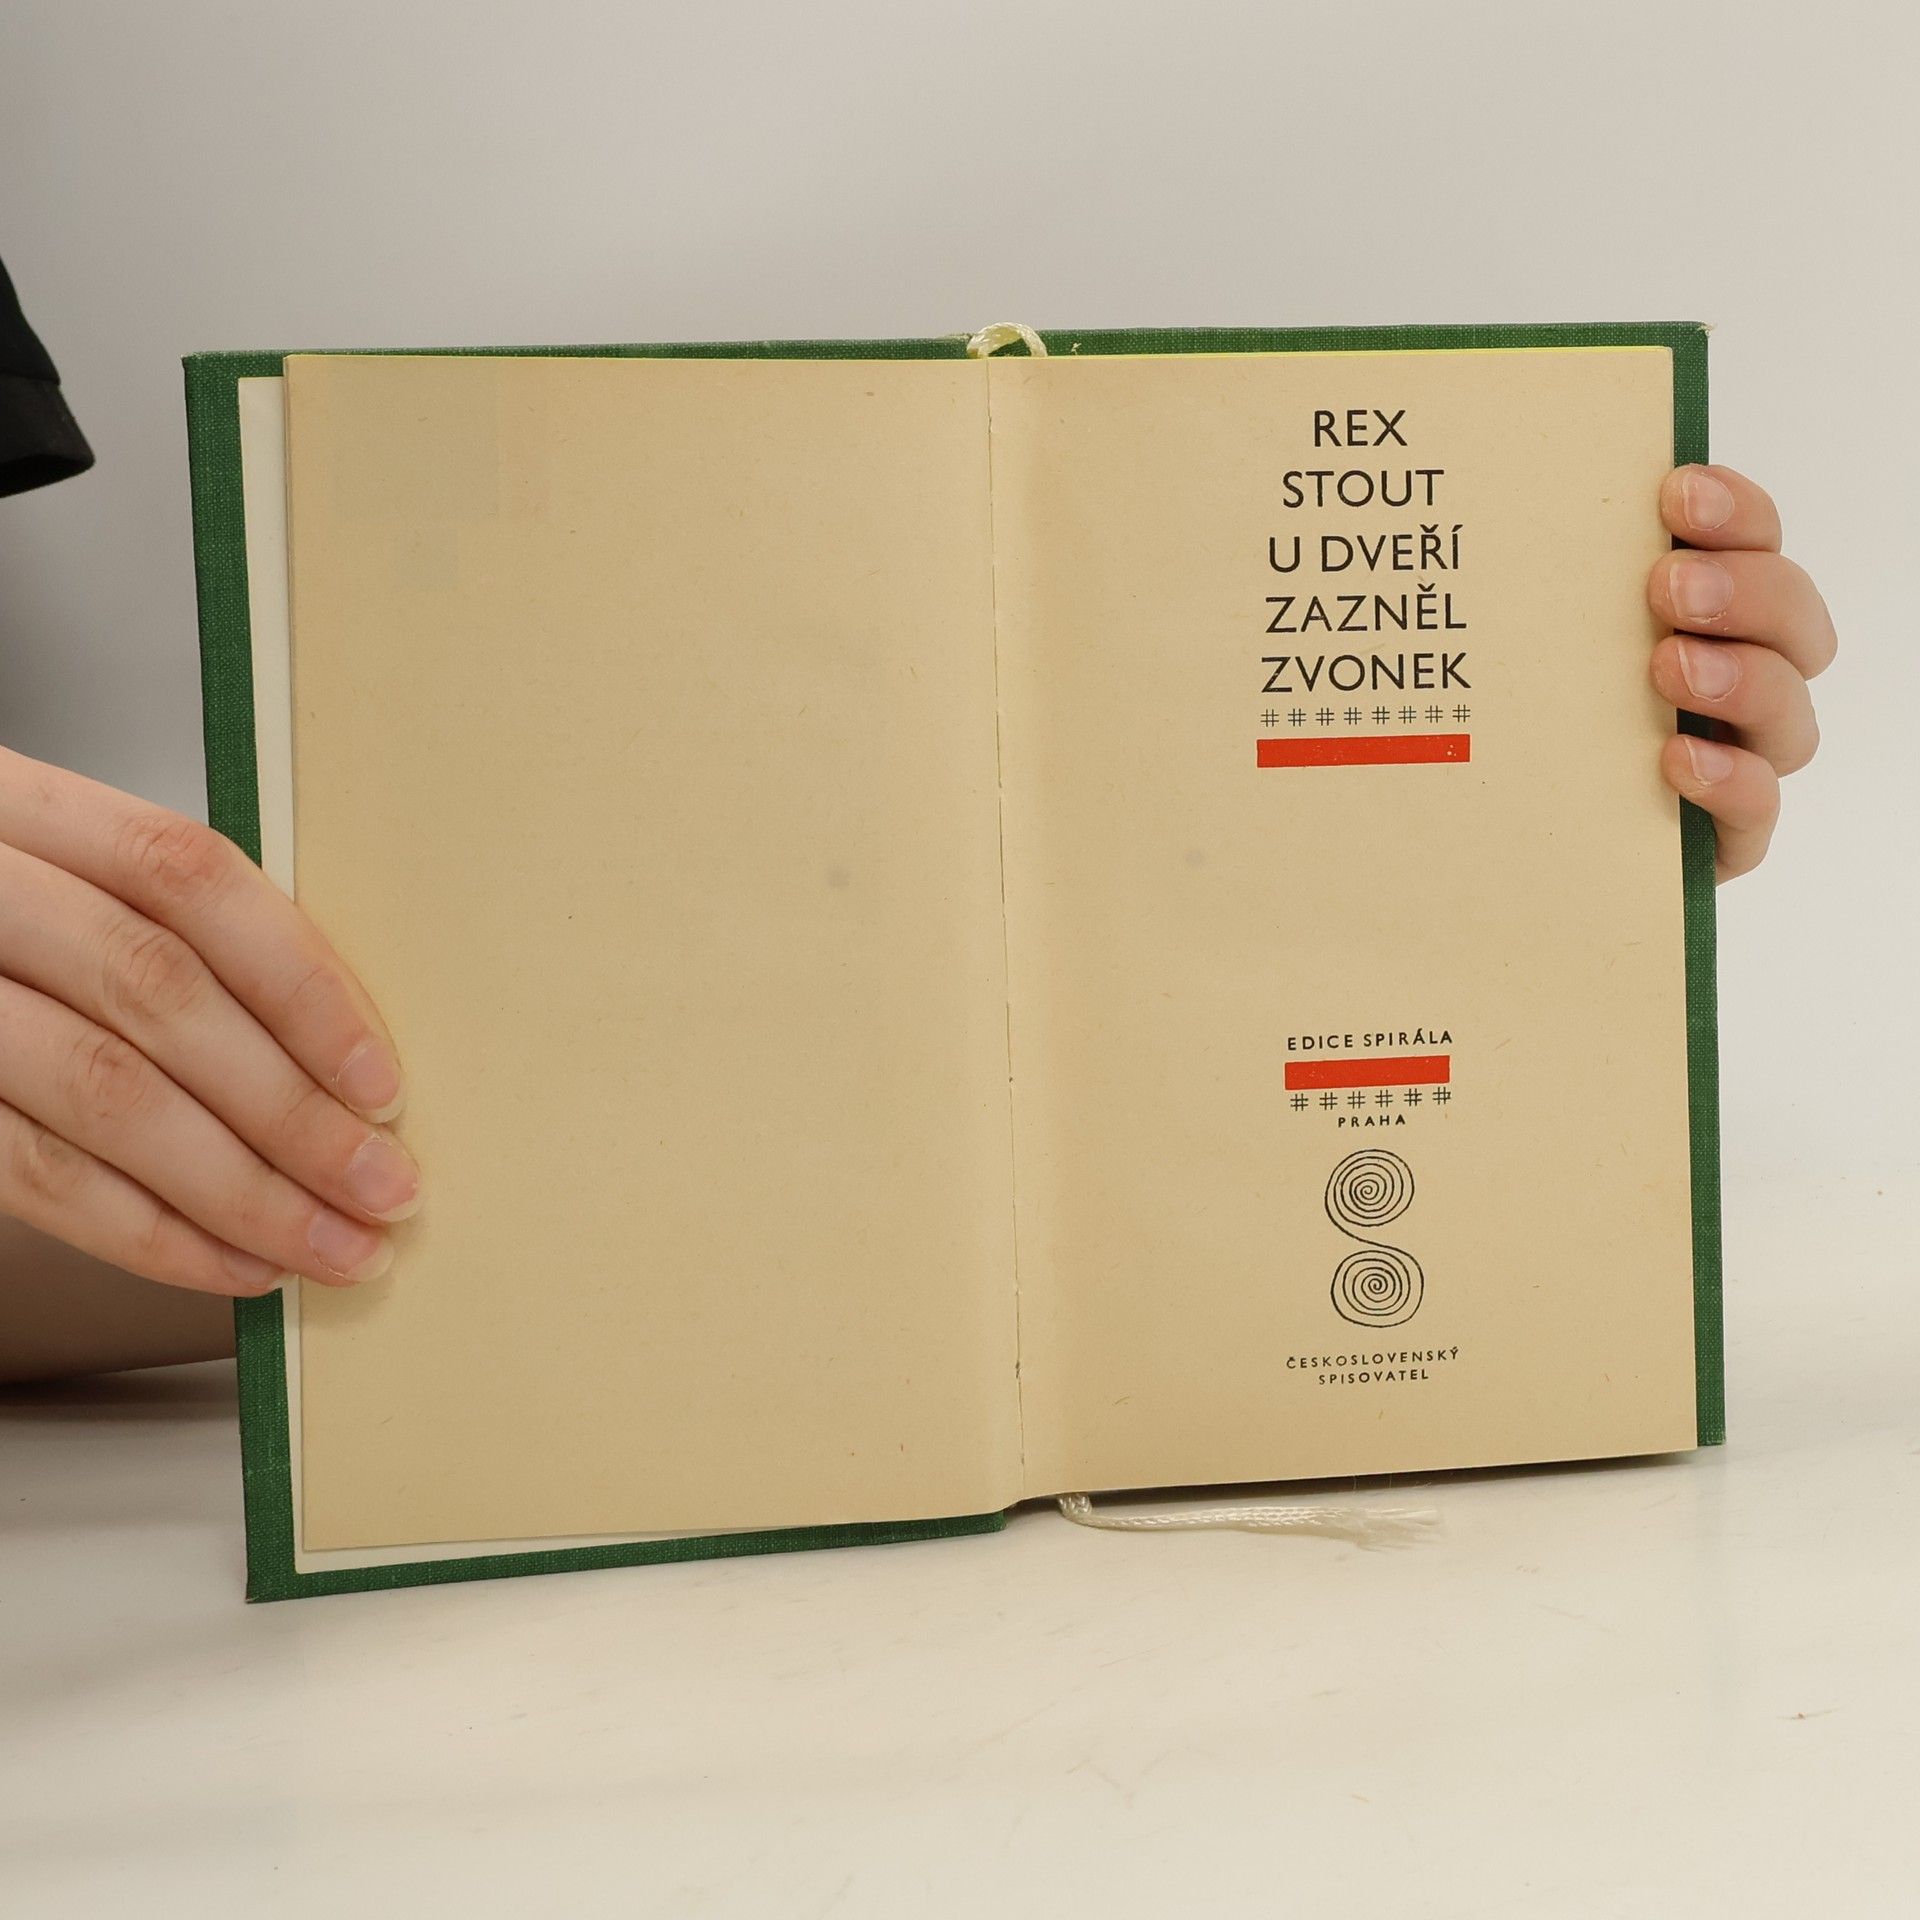 REX
STOUT
U DVEŘÍ
ZAZNĚL
ZVONEK
########
EDICE SPIRÁLA
######
PRAHA
ČESKOSLOVENSKÝ
SPISOVATEL